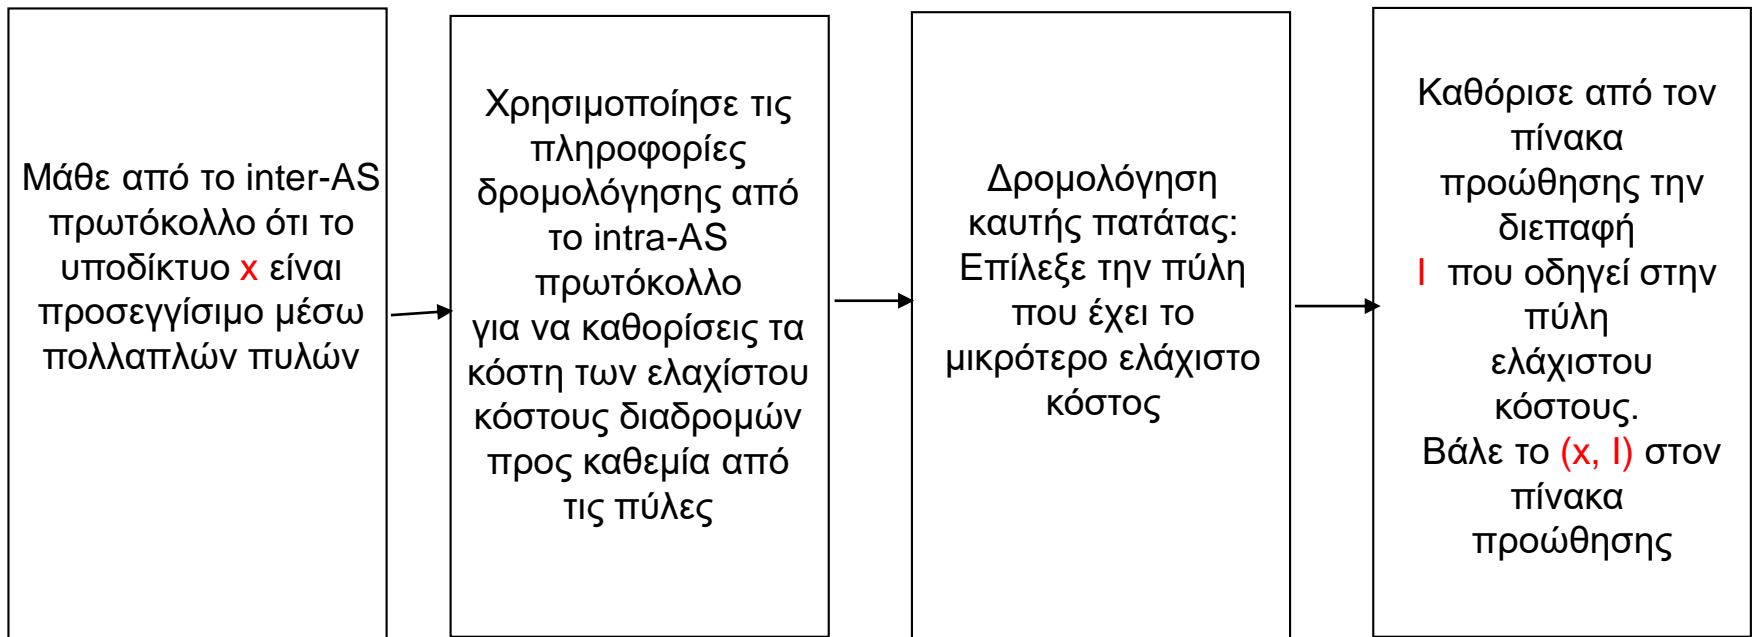 Μάθε από το inter-AS
πρωτόκολλο ότι το
υποδίκτυο x είναι
προσεγγίσιμο μέσω
πολλαπλών πυλών
Χρησιμοποίησε τις
πληροφορίες
δρομολόγησης από
το intra-AS
πρωτόκολλο
για να καθορίσεις τα
κόστη των ελαχίστου
κόστους διαδρομών
προς καθεμία από
τις πύλες
Δρομολόγηση
καυτής πατάτας:
Επίλεξε την πύλη
που έχει το
μικρότερο ελάχιστο
κόστος
Καθόρισε από τον
πίνακα
προώθησης την
διεπαφή
I που οδηγεί στην
πύλη
ελάχιστου
κόστους.
Βάλε το (x, I) στον
πίνακα
προώθησης